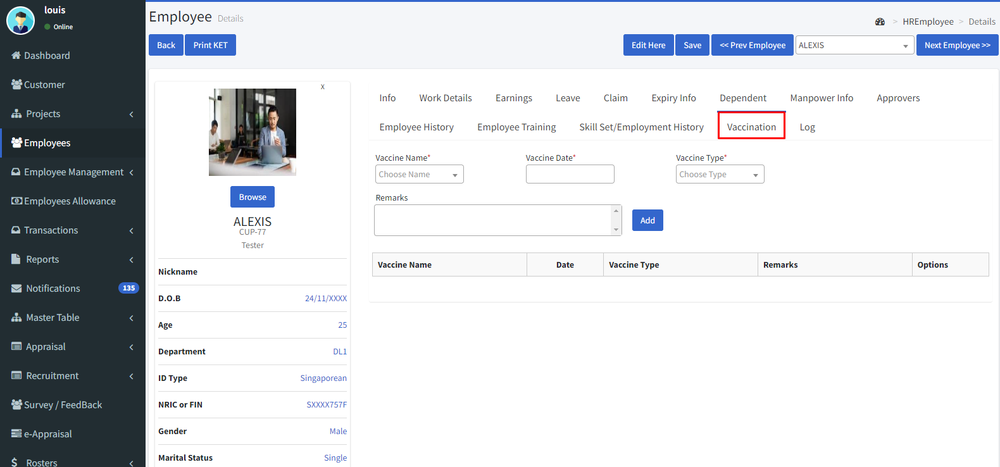 louis
Online
Dashboard
Customer
Projects
Employees
Employee Management
Employees Allowance
Transactions
Reports
Notifications 135
Master Table
Appraisal
Recruitment
Survey / FeedBack
e-Appraisal
Rosters
Employee Details
> HREmployee > Details
Back Print KET Edit Here Save << Prev Employee ALEXIS Next Employee >>
X
Browse
ALEXIS
CUP-77
Tester
Nickname
D.O.B 24/11/XXXX
Age 25
Department DL1
ID Type Singaporean
NRIC or FIN SXXXX757F
Gender Male
Marital Status Single
Info Work Details Earnings Leave Claim Expiry Info Dependent Manpower Info Approvers
Employee History Employee Training Skill Set/Employment History Vaccination Log
Vaccine Name* Vaccine Date* Vaccine Type*
Choose Name Choose Type
Remarks
Add
Vaccine Name Date Vaccine Type Remarks Options